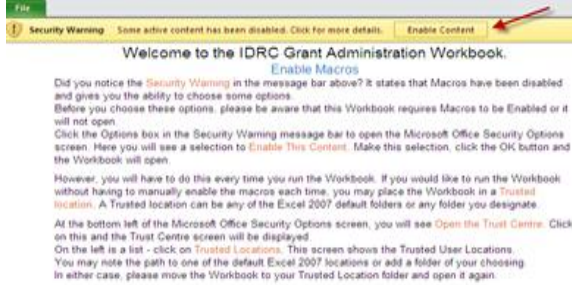 File
Security Warning Some active content has been disabled. Click for more details. Enable Content
Welcome to the IDRC Grant Administration Workbook.
Enable Macros
Did you notice the Security Warning in the message bar above? It states that Macros have been disabled
and gives you the ability to choose some options.
Before you choose these options, please be aware that this Workbook requires Macros to be Enabled or it
will not open.
Click the Options box in the Security Warning message bar to open the Microsoft Office Security Options
screen. Here you will see a selection to Enable This Content. Make this selection, click the OK button and
the Workbook will open.
However, you will have to do this every time you run the Workbook. If you would like to run the Workbook
without having to manually enable the macros each time, you may place the Workbook in a Trusted
location. A Trusted location can be any of the Excel 2007 default folders or any folder you designate.
At the bottom left of the Microsoft Office Security Options screen, you will see Open the Trust Centre. Click
on this and the Trust Centre screen will be displayed.
On the left is a list - click on Trusted Locations. This screen shows the Trusted User Locations.
You may note the path to one of the default Excel 2007 locations or add a folder of your choosing.
In either case, please move the Workbook to your Trusted Location folder and open it again.